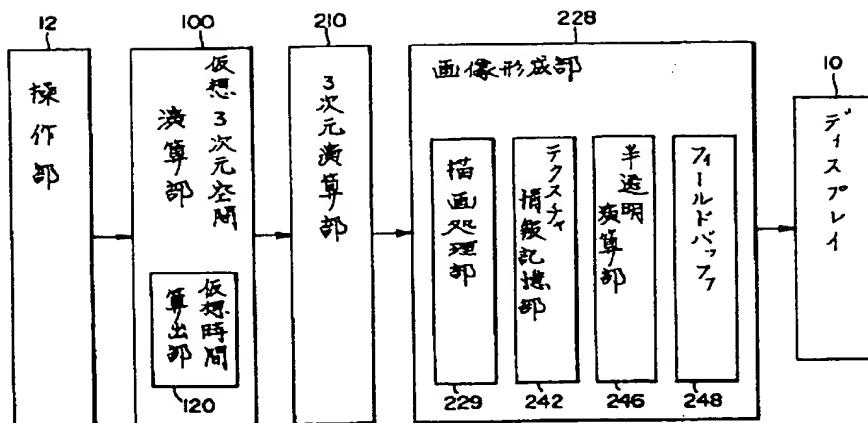 12
100
210
228
10
操作部
仮想3次元空間
演算部
仮想時間
算出部
120
3次元演算部
画像形成部
描画処理部
229
テクスチャ
情報記憶部
242
半透明
演算部
246
フィールドバッファ
248
ディスプレイ